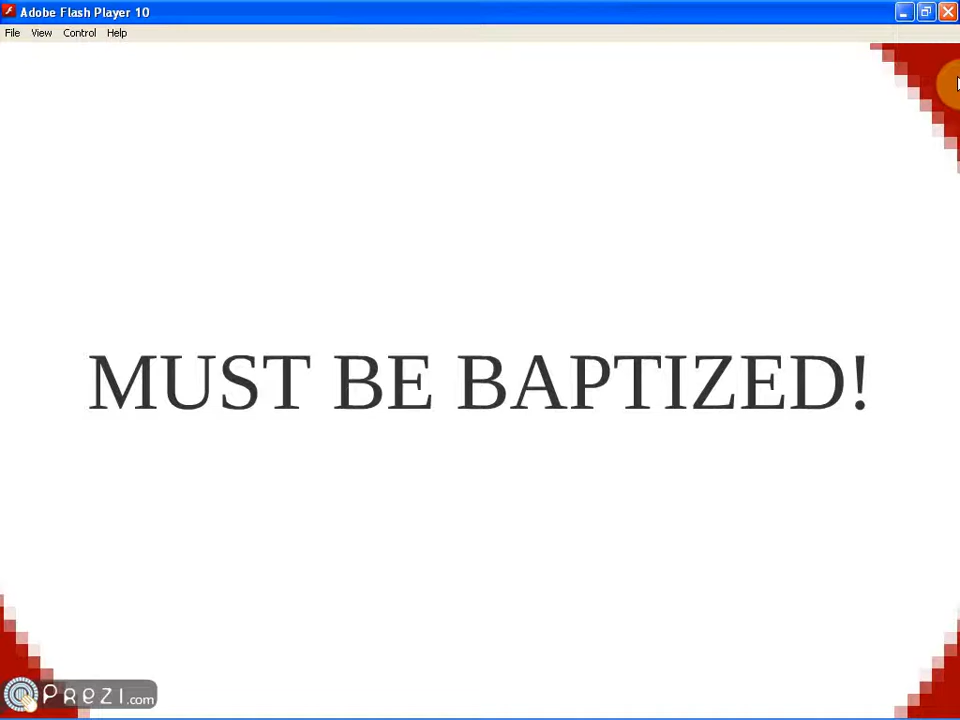 Adobe Flash Player 10
File View Control Help
MUST BE BAPTIZED!
PREZI.com